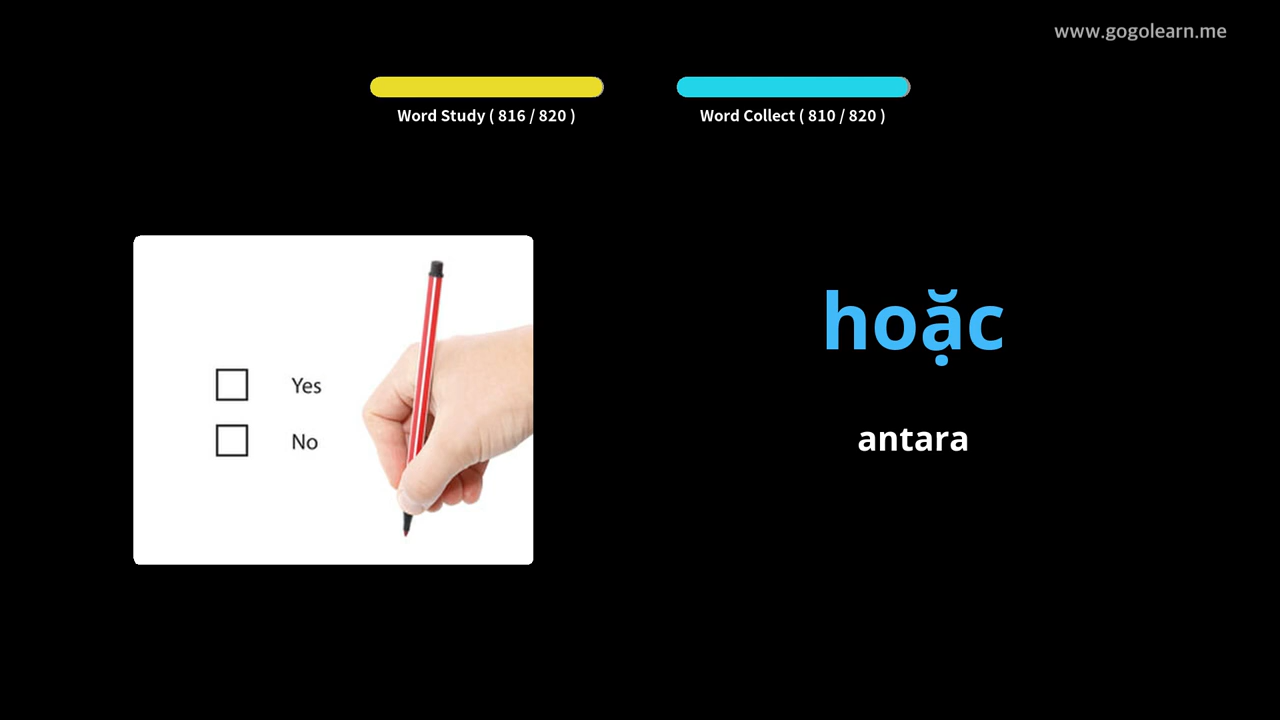 www.gogolearn.me
Word Study ( 816 / 820 )
Word Collect ( 810 / 820 )
Yes
No
hoặc
antara